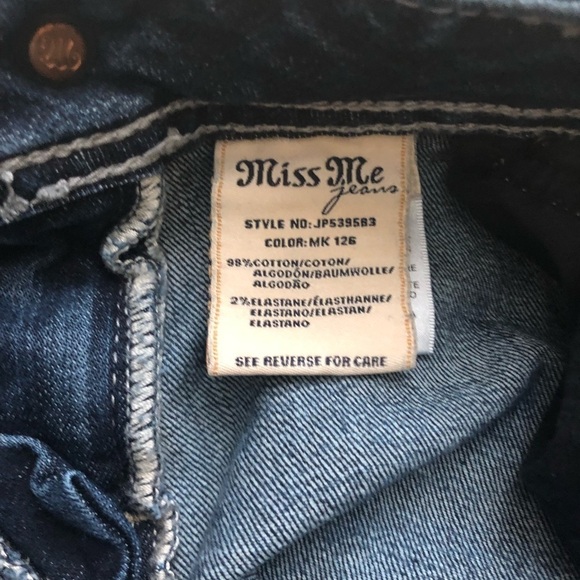 Miss Me
jeans
STYLE NO:JP5395B3
COLOR:MK 126
98%COTTON/COTON/
ALGODÓN/BAUMWOLLE/
ALGODÃO
2%ELASTANE/ÉLASTHANNE/
ELASTANO/ELASTAN/
ELASTANO
SEE REVERSE FOR CARE